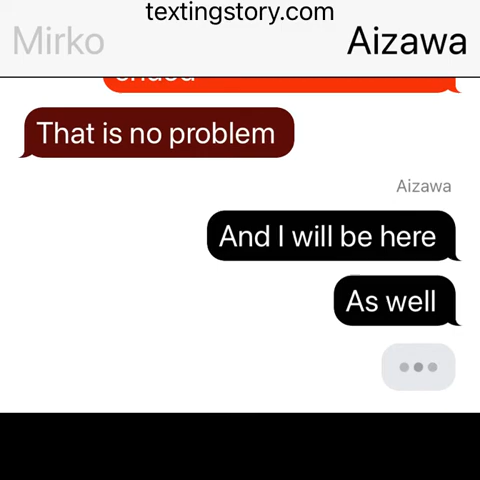 textingstory.com
Mirko
Aizawa
That is no problem
Aizawa
And I will be here
As well